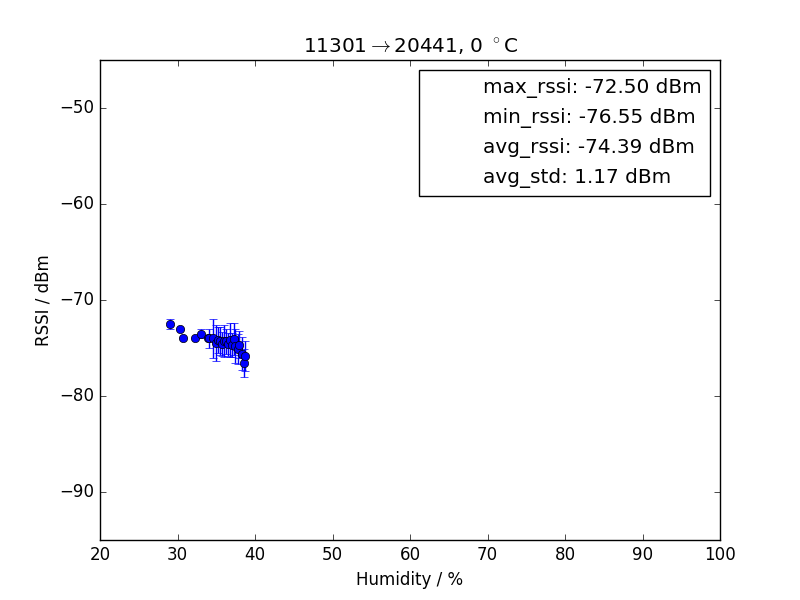 11301→20441, 0 °C
max_rssi: -72.50 dBm
min_rssi: -76.55 dBm
avg_rssi: -74.39 dBm
avg_std: 1.17 dBm
RSSI / dBm
−50
−60
−70
−80
−90
20 30 40 50 60 70 80 90 100
Humidity / %